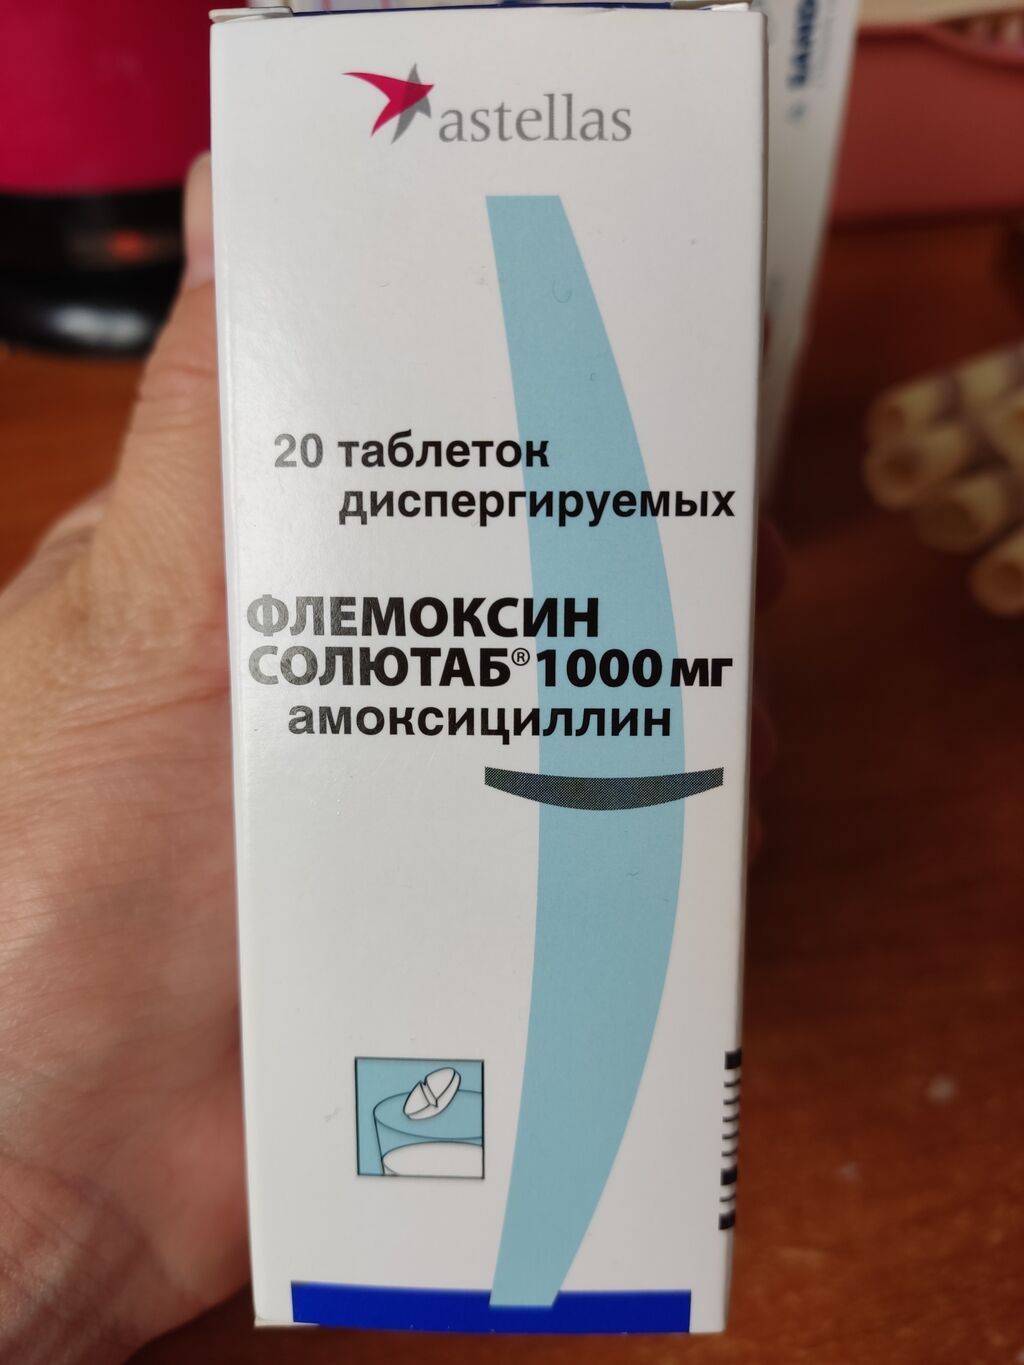 astellas
20 таблеток
диспергируемых
ФЛЕМОКСИН
СОЛЮТАБ® 1000 мг
амоксициллин